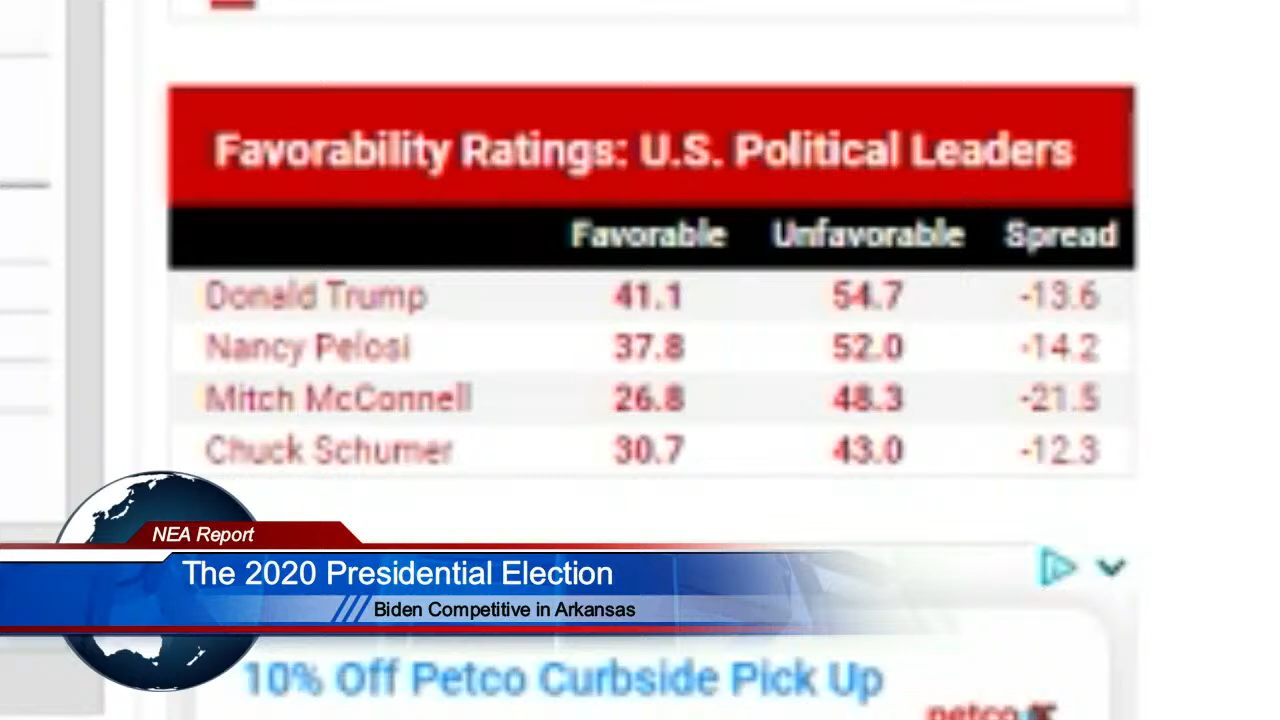 Favorability Ratings: U.S. Political Leaders
Favorable Unfavorable Spread
Donald Trump 41.1 54.7 -13.6
Nancy Pelosi 37.8 52.0 -14.2
Mitch McConnell 26.8 48.3 -21.5
Chuck Schumer 30.7 43.0 -12.3
NEA Report
The 2020 Presidential Election
Biden Competitive in Arkansas
10% Off Petco Curbside Pick Up
petco